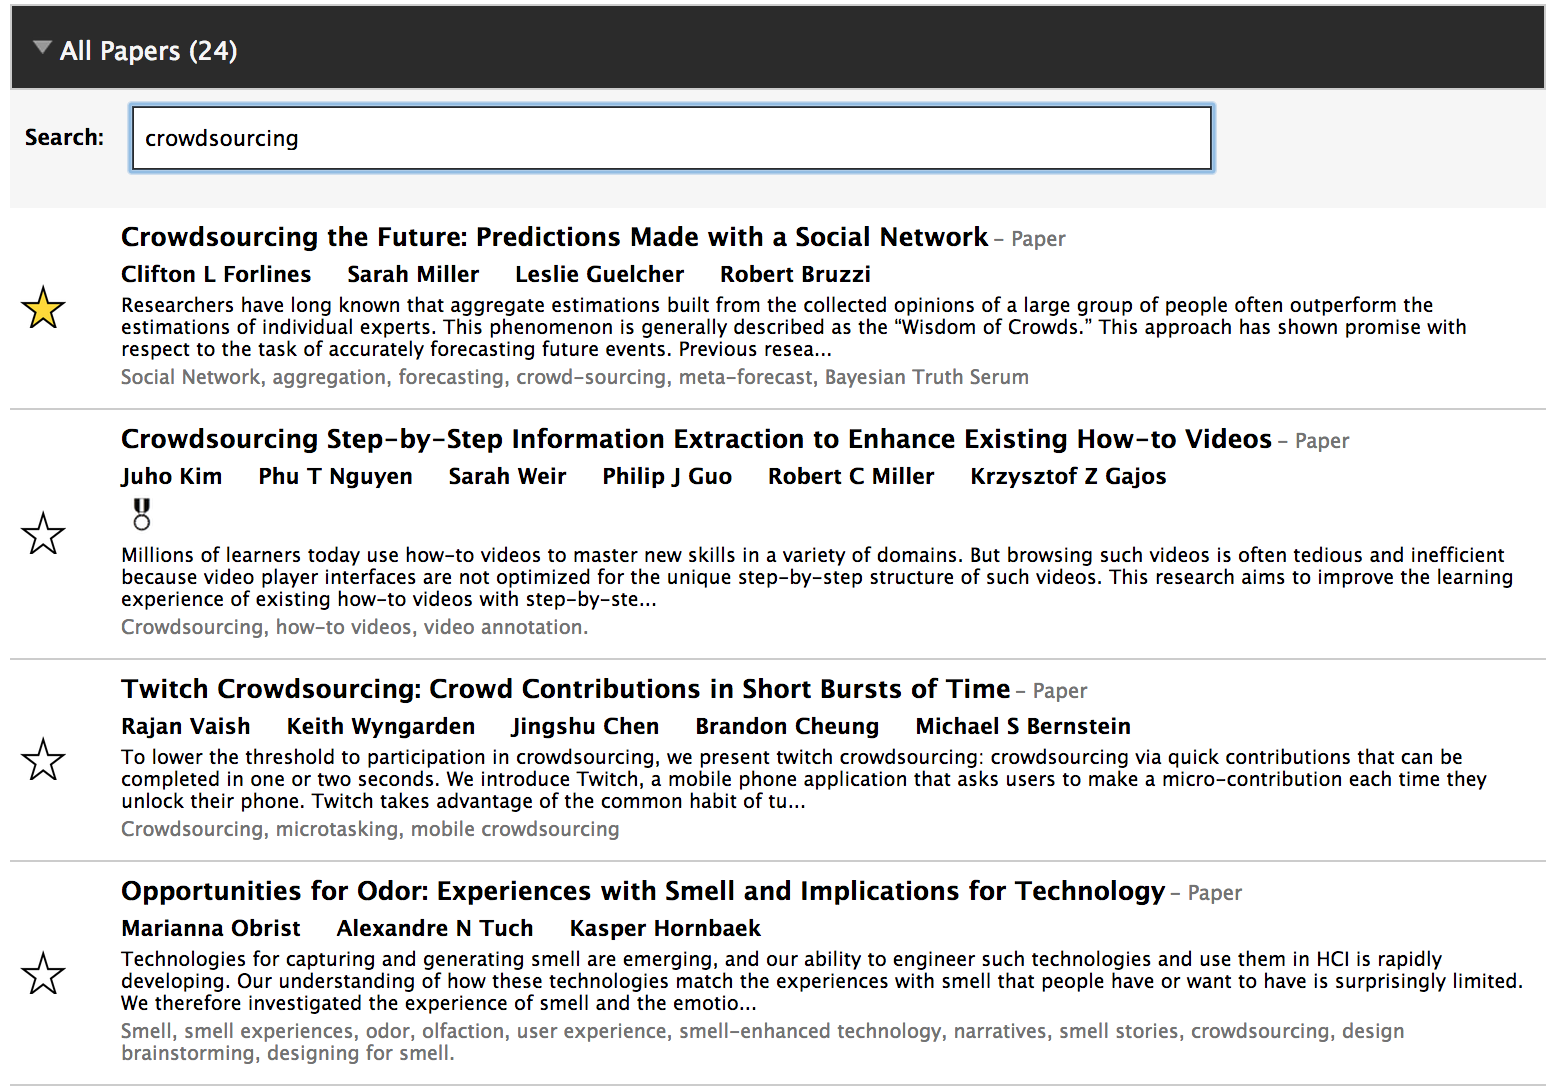 All Papers (24)
Search: crowdsourcing
Crowdsourcing the Future: Predictions Made with a Social Network – Paper
Clifton L Forlines Sarah Miller Leslie Guelcher Robert Bruzzi
Researchers have long known that aggregate estimations built from the collected opinions of a large group of people often outperform the
estimations of individual experts. This phenomenon is generally described as the “Wisdom of Crowds.” This approach has shown promise with
respect to the task of accurately forecasting future events. Previous resea...
Social Network, aggregation, forecasting, crowd-sourcing, meta-forecast, Bayesian Truth Serum
Crowdsourcing Step-by-Step Information Extraction to Enhance Existing How-to Videos – Paper
Juho Kim Phu T Nguyen Sarah Weir Philip J Guo Robert C Miller Krzysztof Z Gajos
Millions of learners today use how-to videos to master new skills in a variety of domains. But browsing such videos is often tedious and inefficient
because video player interfaces are not optimized for the unique step-by-step structure of such videos. This research aims to improve the learning
experience of existing how-to videos with step-by-ste...
Crowdsourcing, how-to videos, video annotation.
Twitch Crowdsourcing: Crowd Contributions in Short Bursts of Time – Paper
Rajan Vaish Keith Wyngarden Jingshu Chen Brandon Cheung Michael S Bernstein
To lower the threshold to participation in crowdsourcing, we present twitch crowdsourcing: crowdsourcing via quick contributions that can be
completed in one or two seconds. We introduce Twitch, a mobile phone application that asks users to make a micro-contribution each time they
unlock their phone. Twitch takes advantage of the common habit of tu...
Crowdsourcing, microtasking, mobile crowdsourcing
Opportunities for Odor: Experiences with Smell and Implications for Technology – Paper
Marianna Obrist Alexandre N Tuch Kasper Hornbaek
Technologies for capturing and generating smell are emerging, and our ability to engineer such technologies and use them in HCI is rapidly
developing. Our understanding of how these technologies match the experiences with smell that people have or want to have is surprisingly limited.
We therefore investigated the experience of smell and the emotio...
Smell, smell experiences, odor, olfaction, user experience, smell-enhanced technology, narratives, smell stories, crowdsourcing, design
brainstorming, designing for smell.